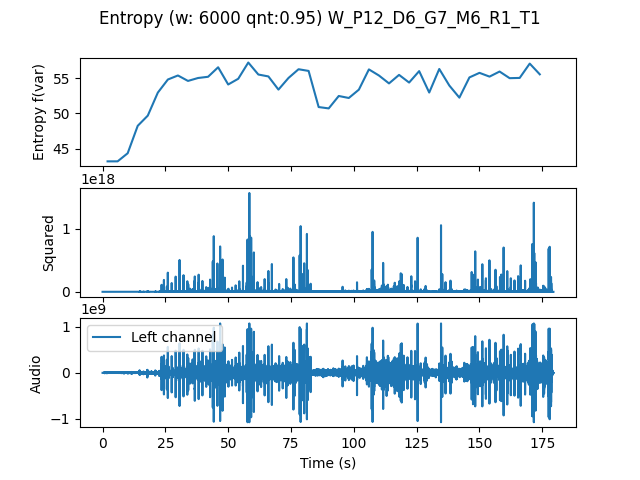 Entropy (w: 6000 qnt:0.95) W_P12_D6_G7_M6_R1_T1
Entropy f(var)
55
50
45
1e18
Squared
1
0
1e9
Audio
1
0
−1
Left channel
0 25 50 75 100 125 150 175
Time (s)